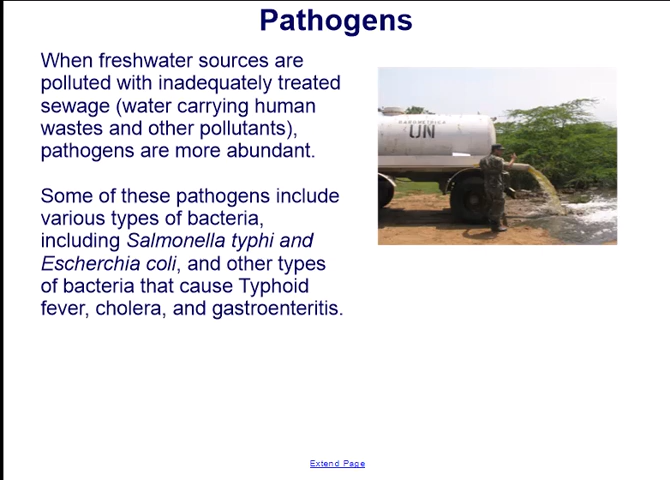 Pathogens
When freshwater sources are
polluted with inadequately treated
sewage (water carrying human
wastes and other pollutants),
pathogens are more abundant.
Some of these pathogens include
various types of bacteria,
including Salmonella typhi and
Escherchia coli, and other types
of bacteria that cause Typhoid
fever, cholera, and gastroenteritis.
UN
Extend Page